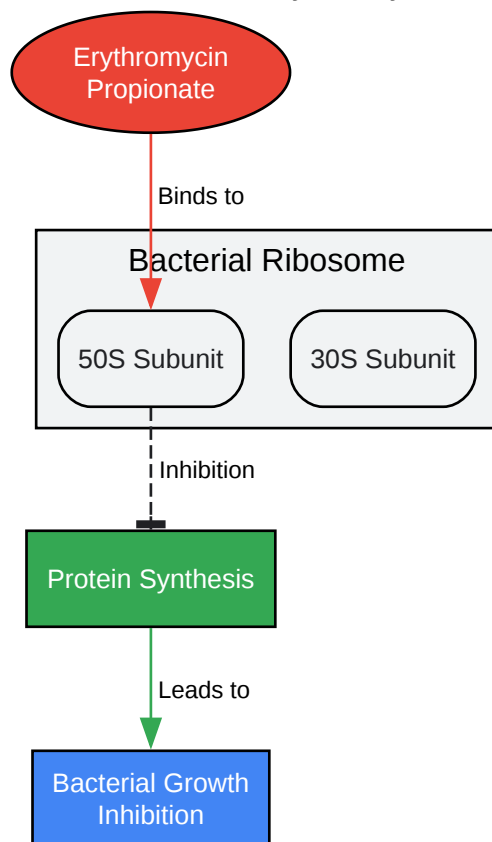 Erythromycin
Propionate
Binds to
Bacterial Ribosome
50S Subunit
30S Subunit
Inhibition
Protein Synthesis
Leads to
Bacterial Growth
Inhibition